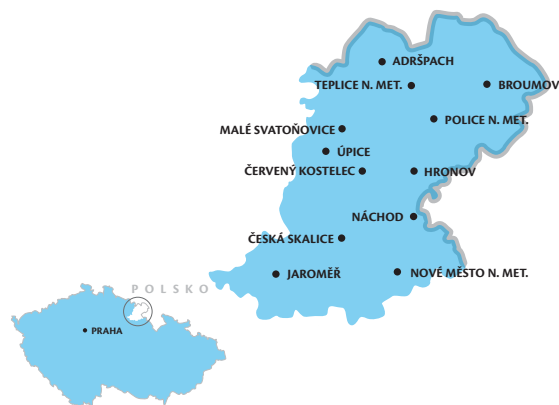 ADRŠPACH
TEPLICE N. MET.
BROUMOV
POLICE N. MET.
MALÉ SVATOŇOVICE
ÚPICE
ČERVENÝ KOSTELEC
HRONOV
NÁCHOD
ČESKÁ SKALICE
JAROMĚŘ
NOVÉ MĚSTO N. MET.
POLSKO
PRAHA